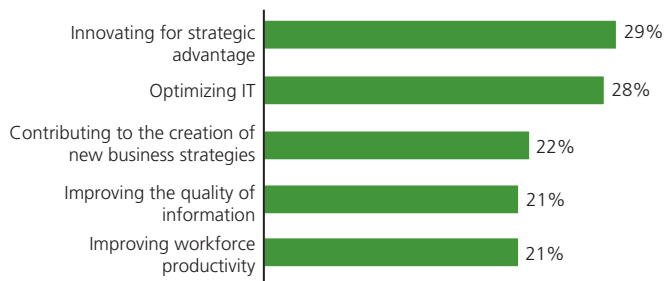 Innovating for strategic
advantage
29%
Optimizing IT
28%
Contributing to the creation of
new business strategies
22%
Improving the quality of
information
21%
Improving workforce
productivity
21%